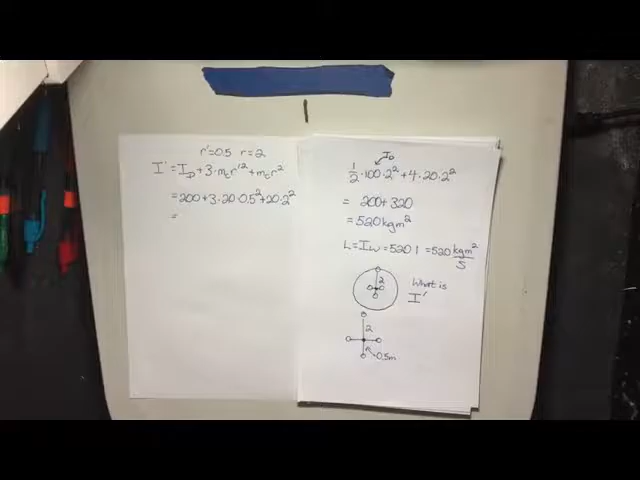 r'=0.5 r=2
I' = I_D + 3·m_c r'^2 + m_c r^2
= 200 + 3·20·0.5^2 + 20·2^2
=
I_D
1/2·100·2^2 + 4·20·2^2
= 200 + 320
= 520 kgm^2
L = Iω = 520·1 = 520 kgm^2/s
2
What is
I'
2
0.5m